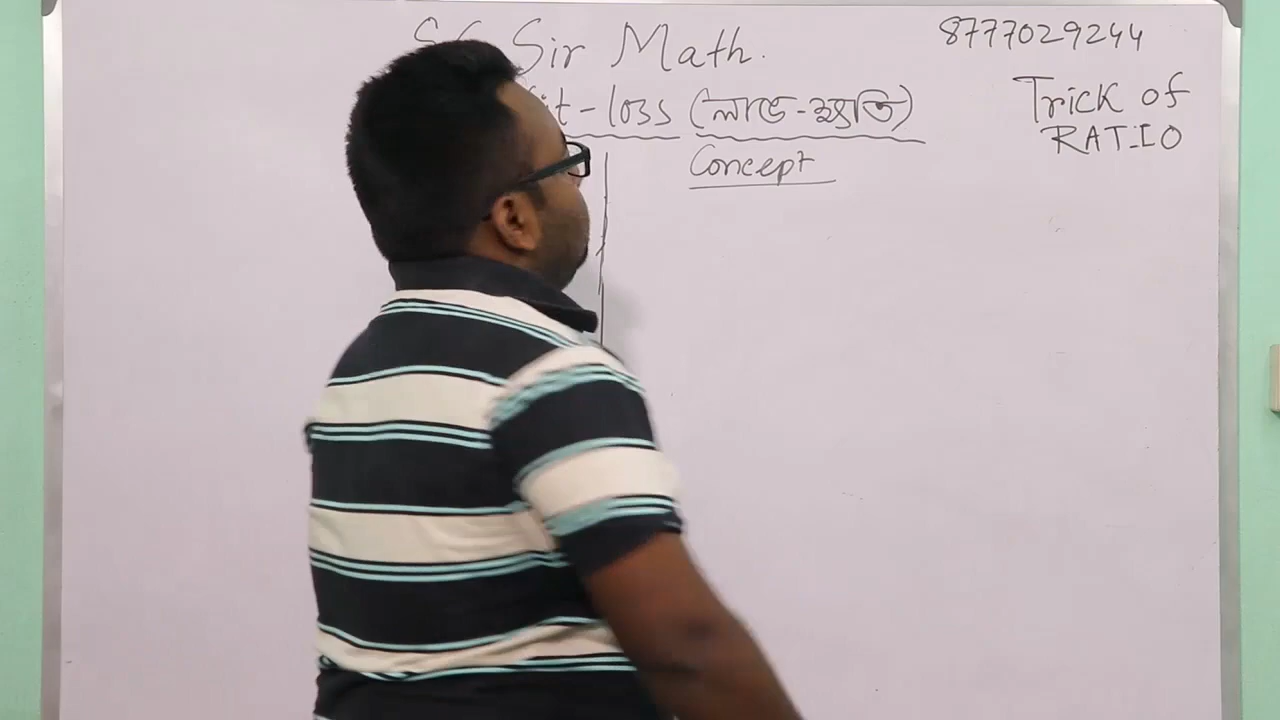 Sir Math.
8777029244
-loss (লাভ-ক্ষতি)
Trick of
RATIO
Concept